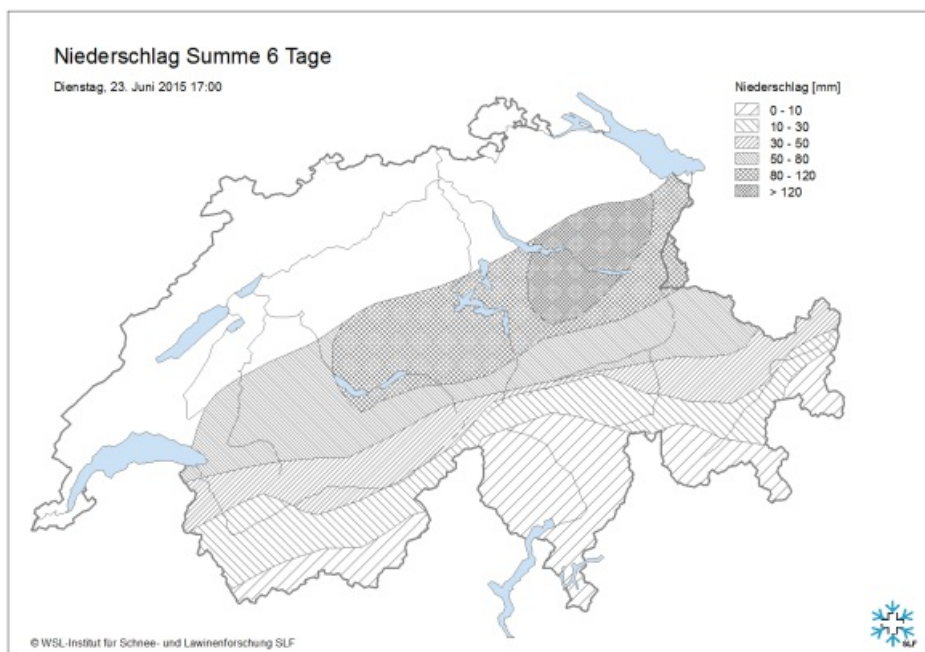 Niederschlag Summe 6 Tage
Dienstag, 23. Juni 2015 17:00
Niederschlag [mm]
0 - 10
10 - 30
30 - 50
50 - 80
80 - 120
> 120
© WSL-Institut für Schnee- und Lawinenforschung SLF
SLF